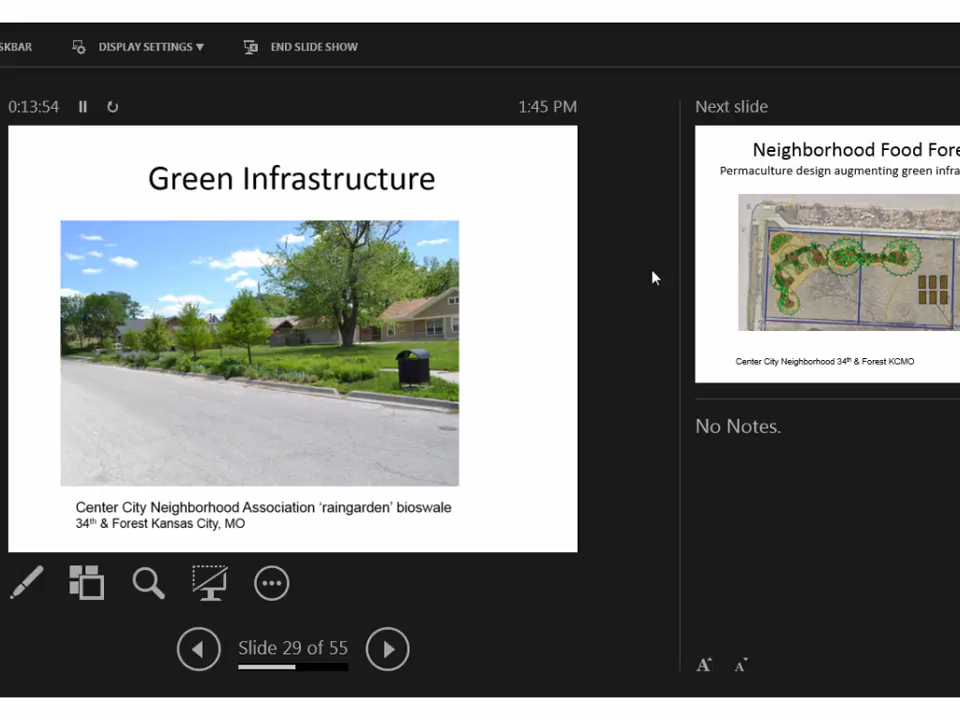 SKBAR DISPLAY SETTINGS ▼ END SLIDE SHOW
0:13:54 1:45 PM
Green Infrastructure
Center City Neighborhood Association 'raingarden' bioswale
34th & Forest Kansas City, MO
Slide 29 of 55
Next slide
Neighborhood Food Fore
Permaculture design augmenting green infra
Center City Neighborhood 34th & Forest KCMO
No Notes.
A A